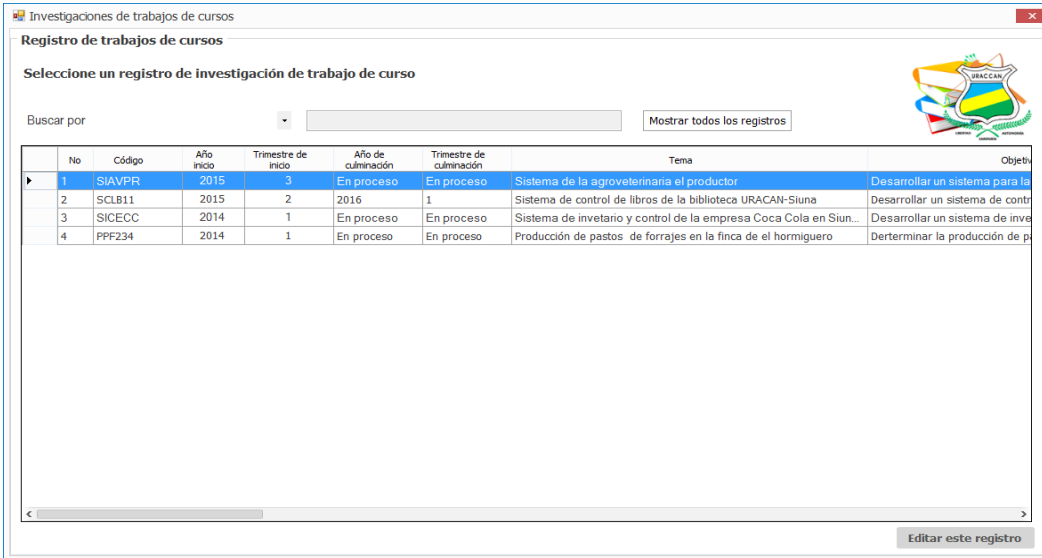 Investigaciones de trabajos de cursos
Registro de trabajos de cursos
Seleccione un registro de investigación de trabajo de curso
URACCAN
Buscar por
Mostrar todos los registros
No Código Año inicio Trimestre de inicio Año de culminación Trimestre de culminación Tema Objetiv
1 SIAVPR 2015 3 En proceso En proceso Sistema de la agroveterinaria el productor Desarrollar un sistema para la
2 SCLB11 2015 2 2016 1 Sistema de control de libros de la biblioteca URACAN-Siuna Desarrollar un sistema de contr
3 SICECC 2014 1 En proceso En proceso Sistema de invetario y control de la empresa Coca Cola en Siun... Desarrollar un sistema de inve
4 PPF234 2014 1 En proceso En proceso Producción de pastos de forrajes en la finca de el hormiguero Derterminar la producción de pa
Editar este registro